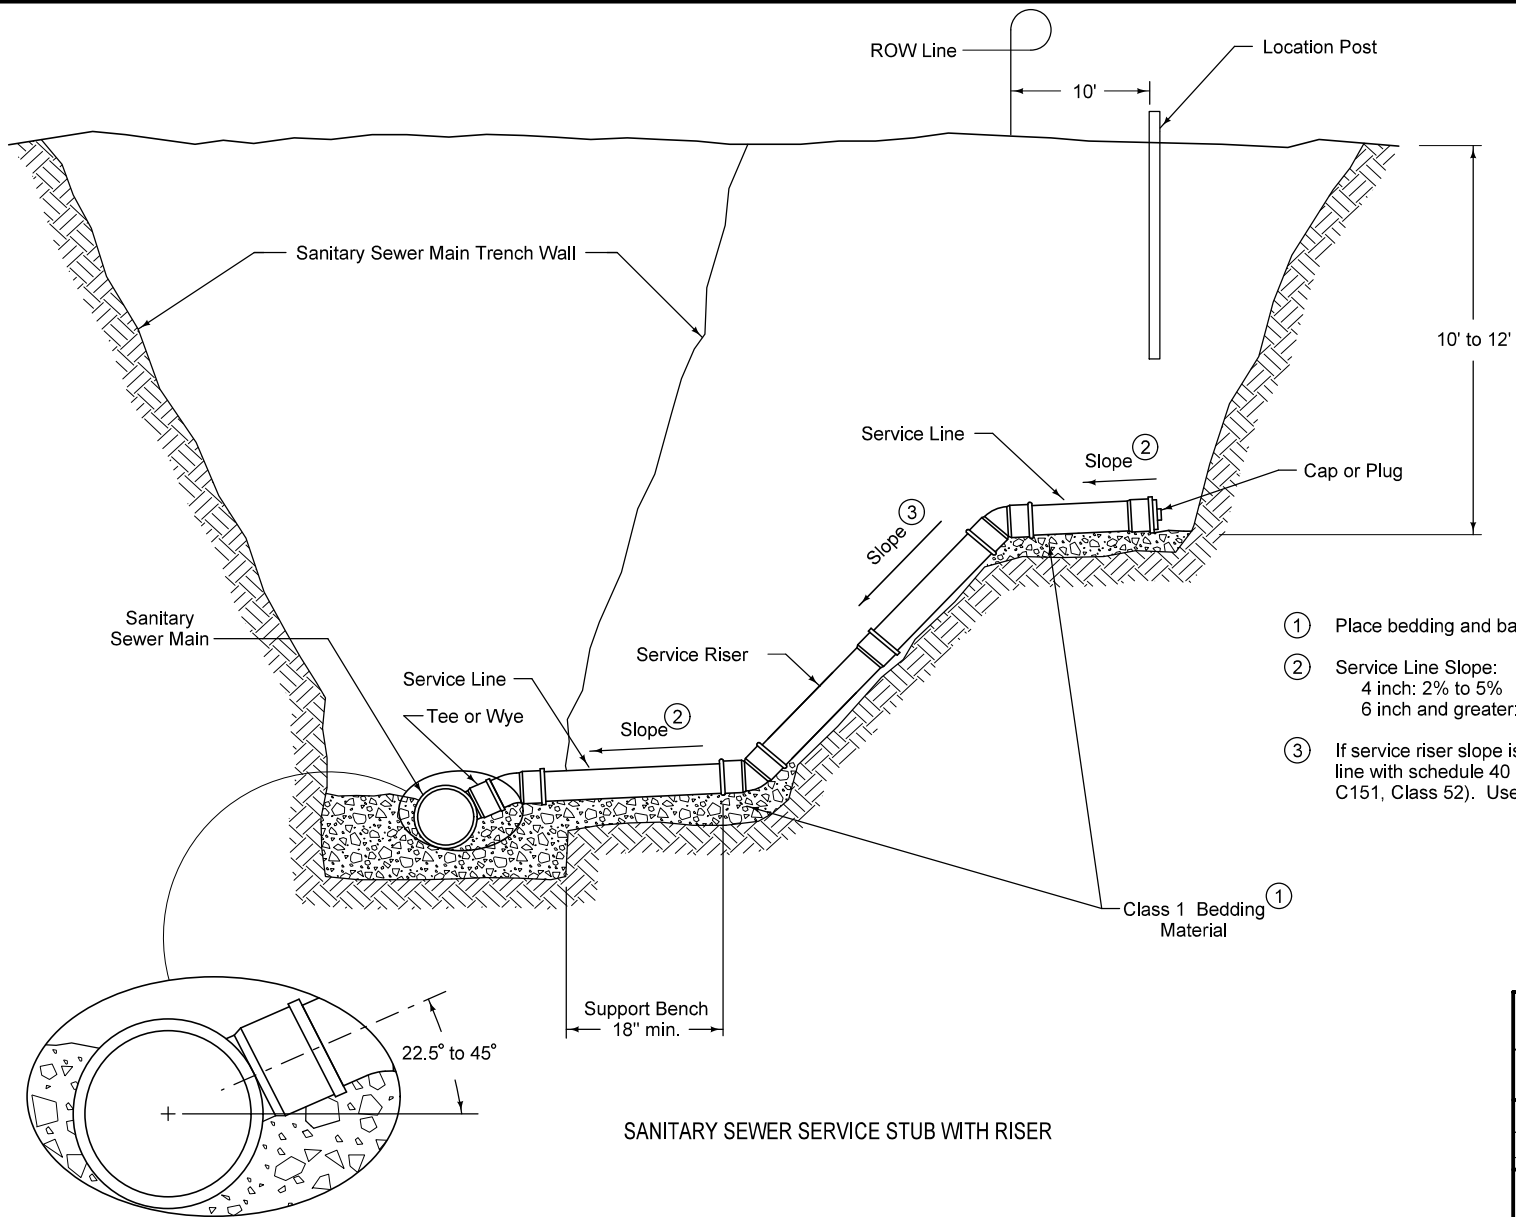 ROW Line
Location Post
10'
Sanitary Sewer Main Trench Wall
10' to 12'
Service Line
Slope 2
Cap or Plug
Slope 3
Sanitary
Sewer Main
Service Riser
Service Line
Tee or Wye
Slope 2
1 Place bedding and ba
2 Service Line Slope:
4 inch: 2% to 5%
6 inch and greater:
3 If service riser slope is
line with schedule 40
C151, Class 52). Use
Class 1 Bedding 1
Material
Support Bench
18" min.
22.5° to 45°
SANITARY SEWER SERVICE STUB WITH RISER